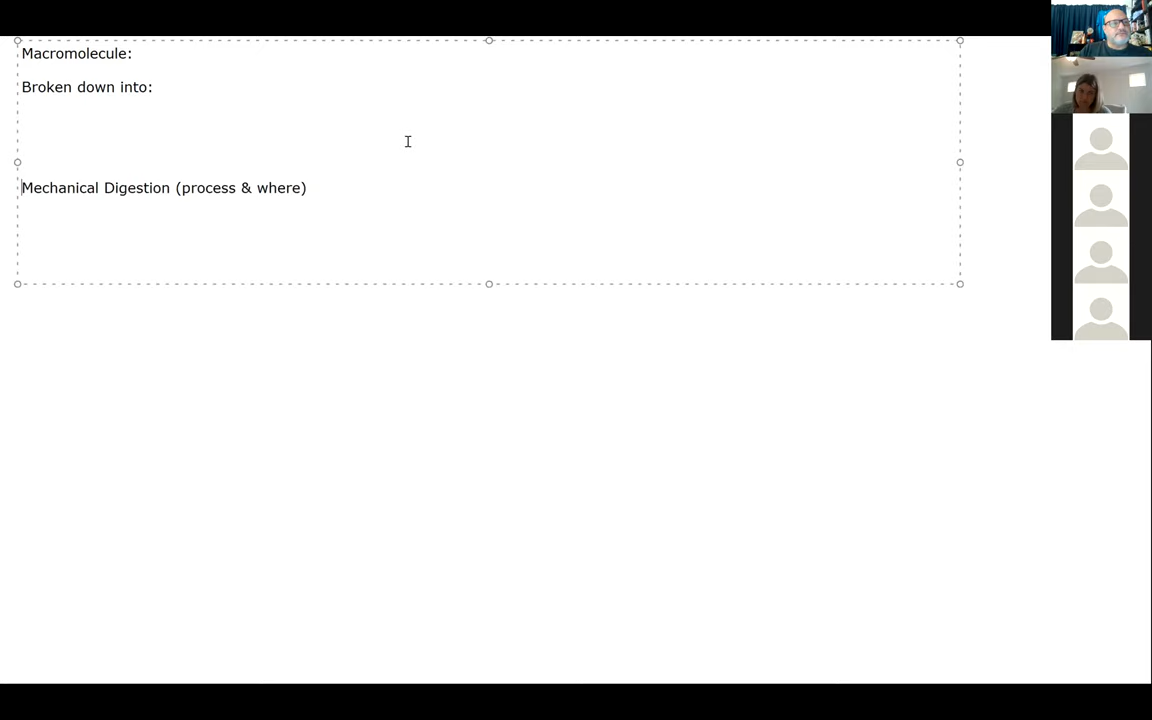 Macromolecule:
Broken down into:
Mechanical Digestion (process & where)